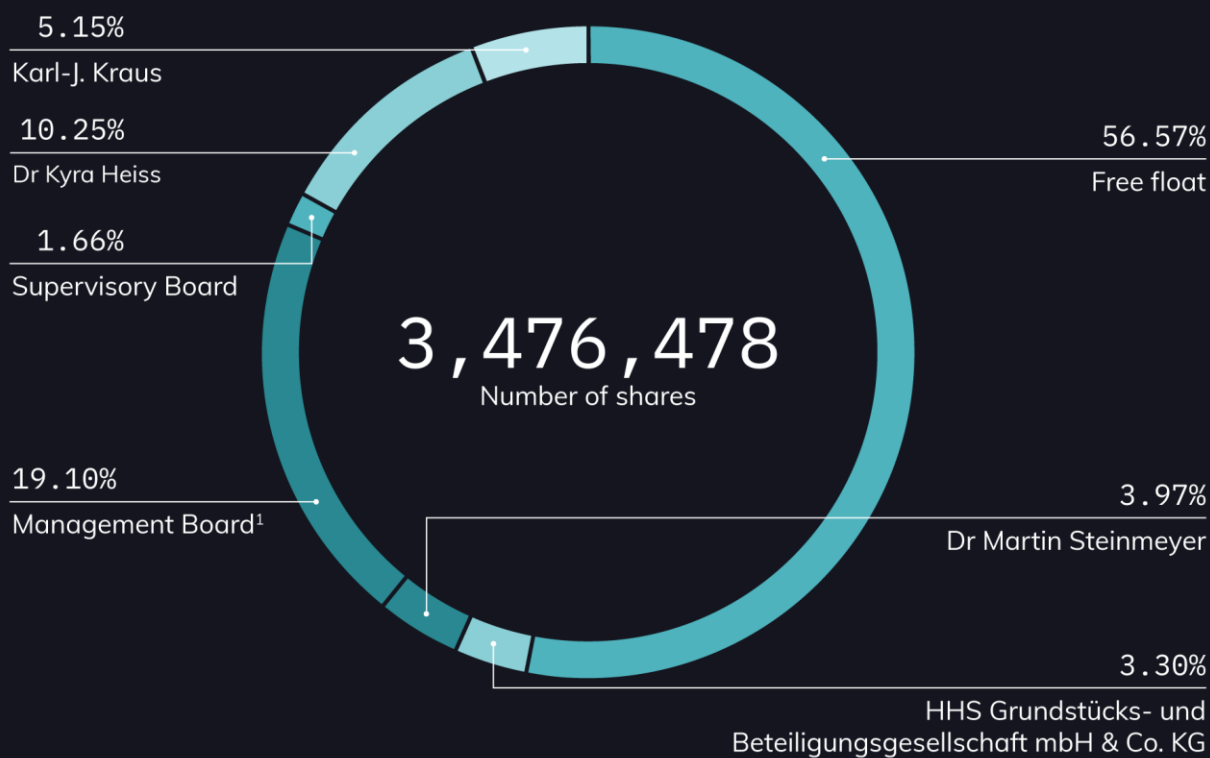 5.15%
Karl-J. Kraus
10.25%
Dr Kyra Heiss
1.66%
Supervisory Board
19.10%
Management Board¹
3,476,478
Number of shares
56.57%
Free float
3.97%
Dr Martin Steinmeyer
3.30%
HHS Grundstücks- und
Beteiligungsgesellschaft mbH & Co. KG